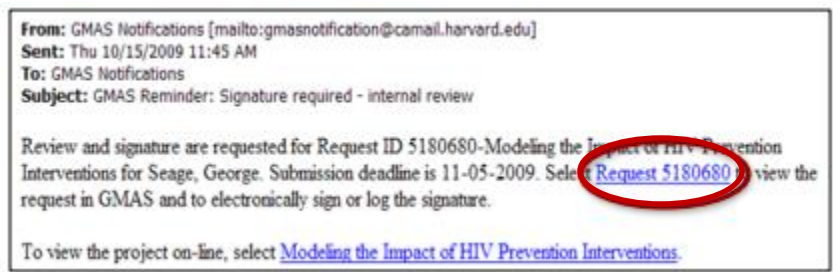 From: GMAS Notifications [mailto:gmasnotification@camail.harvard.edu]
Sent: Thu 10/15/2009 11:45 AM
To: GMAS Notifications
Subject: GMAS Reminder: Signature required - internal review
Review and signature are requested for Request ID 5180680-Modeling the Impact of HIV Prevention
Interventions for Seage, George. Submission deadline is 11-05-2009. Select Request 5180680 to view the
request in GMAS and to electronically sign or log the signature.
To view the project on-line, select Modeling the Impact of HIV Prevention Interventions.